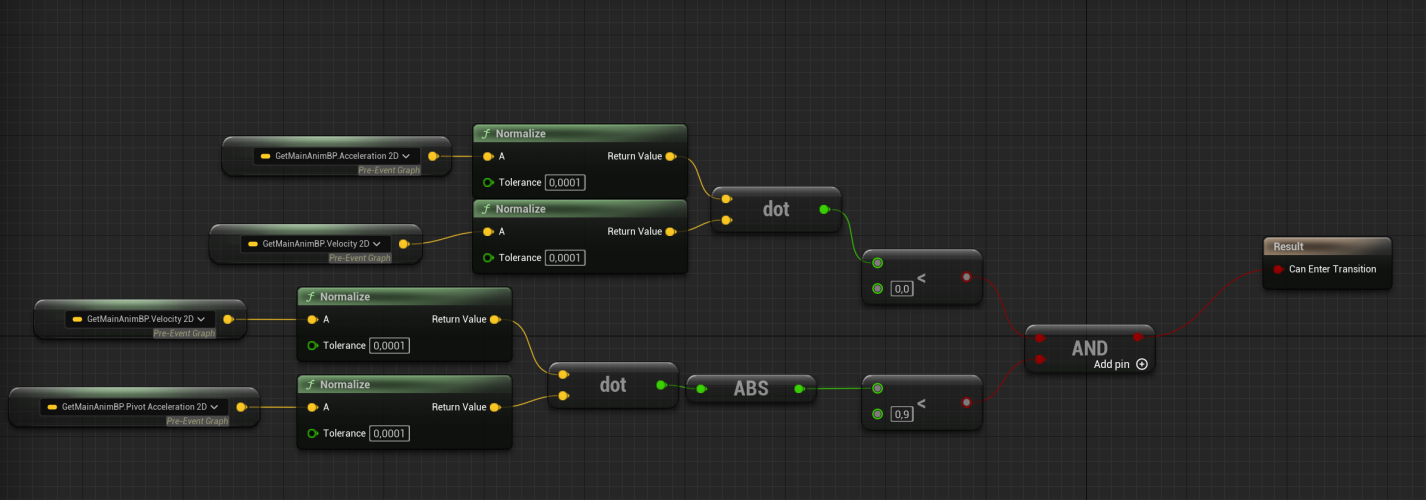 f Normalize
GetMainAnimBP.Acceleration 2D
Pre-Event Graph
A
Return Value
Tolerance 0,0001
f Normalize
GetMainAnimBP.Velocity 2D
Pre-Event Graph
A
Return Value
Tolerance 0,0001
dot
0,0
<
Result
Can Enter Transition
f Normalize
GetMainAnimBP.Velocity 2D
Pre-Event Graph
A
Return Value
Tolerance 0,0001
f Normalize
GetMainAnimBP.Pivot Acceleration 2D
Pre-Event Graph
A
Return Value
Tolerance 0,0001
dot
ABS
0,9
<
AND
Add pin